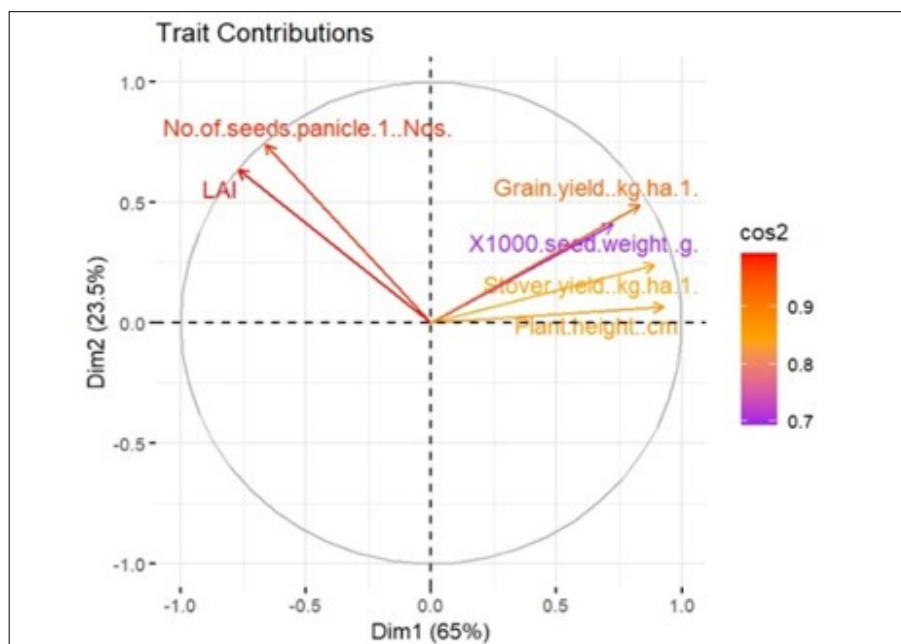 Trait Contributions
1.0
No.of.seeds.panicle.1..Nos.
LAI
0.5
Grain.yield..kg.ha.1.
X1000.seed.weight..g.
Stover.yield..kg.ha.1.
0.0
Plant.height..cm.
-0.5
-1.0
Dim2 (23.5%)
-1.0
-0.5
0.0
0.5
1.0
Dim1 (65%)
cos2
0.9
0.8
0.7